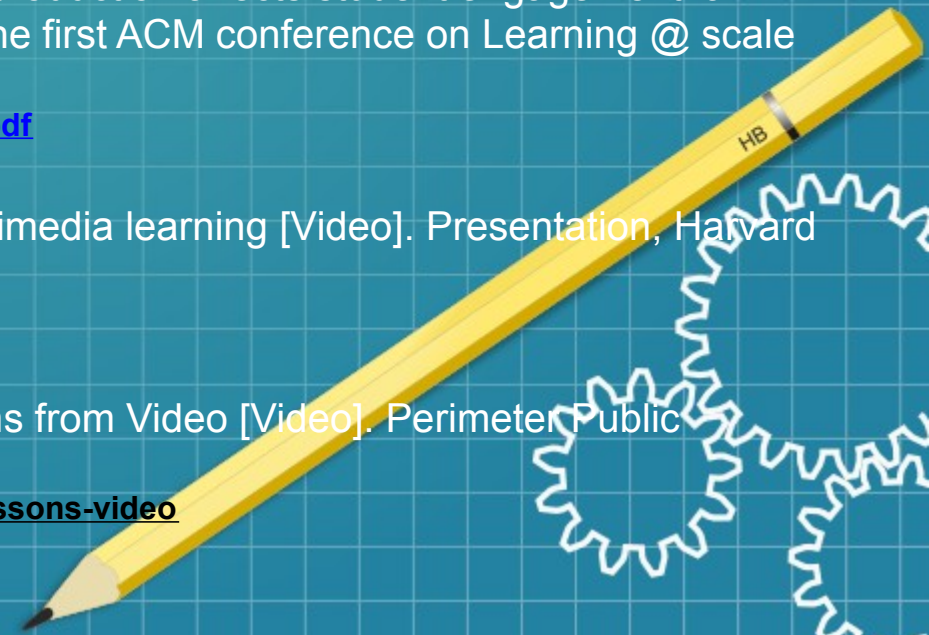 he first ACM conference on Learning @ scale
df
imedia learning [Video]. Presentation, Harvard
ns from Video [Video]. Perimeter Public
ssons-video
HB